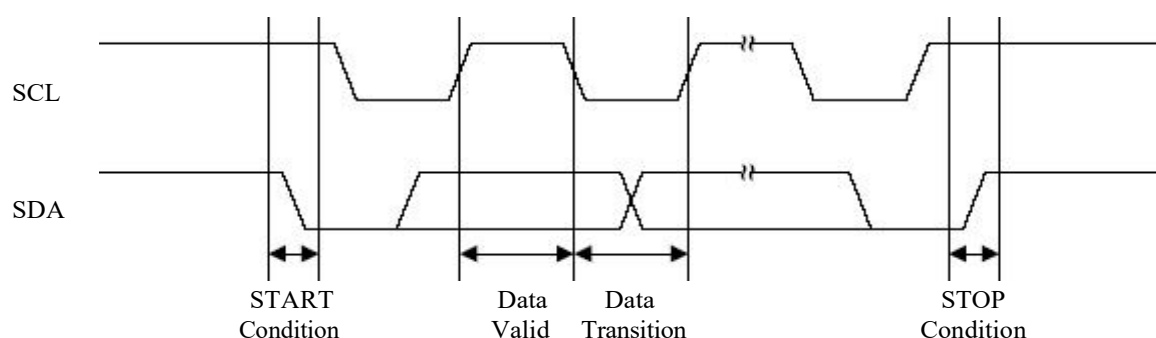 SCL
SDA
START
Condition
Data
Valid
Data
Transition
STOP
Condition